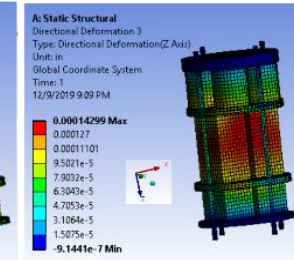 A: Static Structural
Directional Deformation 3
Type: Directional Deformation(Z Axis)
Unit: in
Global Coordinate System
Time: 1
12/9/2019 9:09 PM
0.00014299 Max
0.000127
0.00011101
9.5021e-5
7.9032e-5
6.3043e-5
4.7053e-5
3.1064e-5
1.5075e-5
-9.1441e-7 Min
X
Z